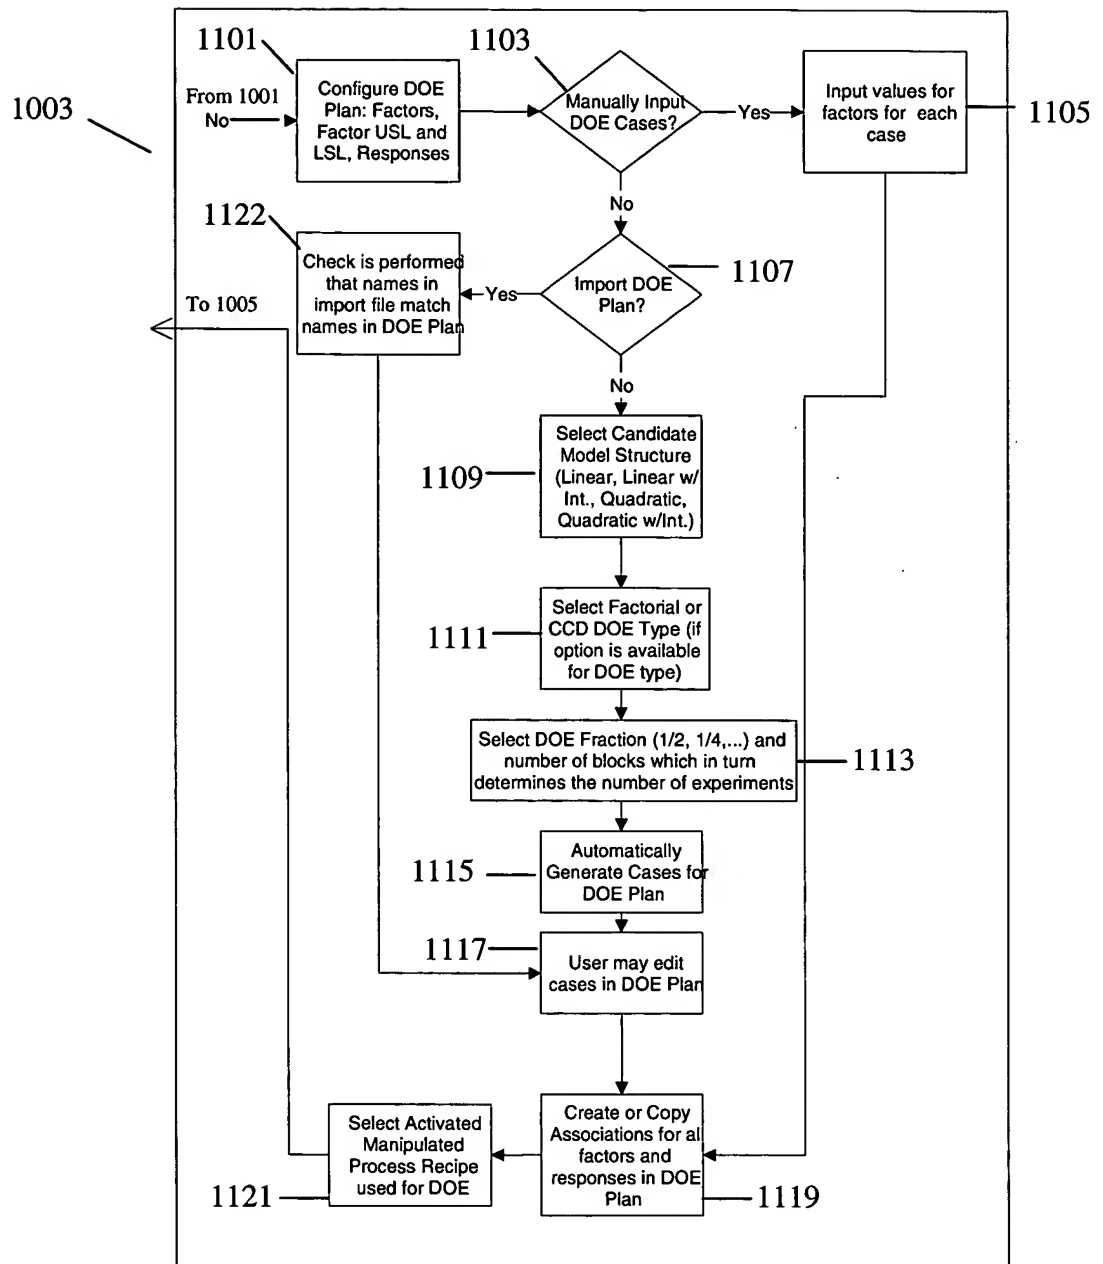 1101
1103
1003
From 1001
No
Configure DOE
Plan: Factors,
Factor USL and
LSL, Responses
Manually Input
DOE Cases?
Yes
Input values for
factors for each
case
1105
No
1122
Check is performed
that names in
import file match
names in DOE Plan
Yes
Import DOE
Plan?
1107
To 1005
No
1109
Select Candidate
Model Structure
(Linear, Linear w/
Int., Quadratic,
Quadratic w/Int.)
1111
Select Factorial or
CCD DOE Type (if
option is available
for DOE type)
Select DOE Fraction (1/2, 1/4,...) and
number of blocks which in turn
determines the number of experiments
1113
1115
Automatically
Generate Cases for
DOE Plan
1117
User may edit
cases in DOE Plan
Select Activated
Manipulated
Process Recipe
used for DOE
1121
Create or Copy
Associations for al
factors and
responses in DOE
Plan
1119